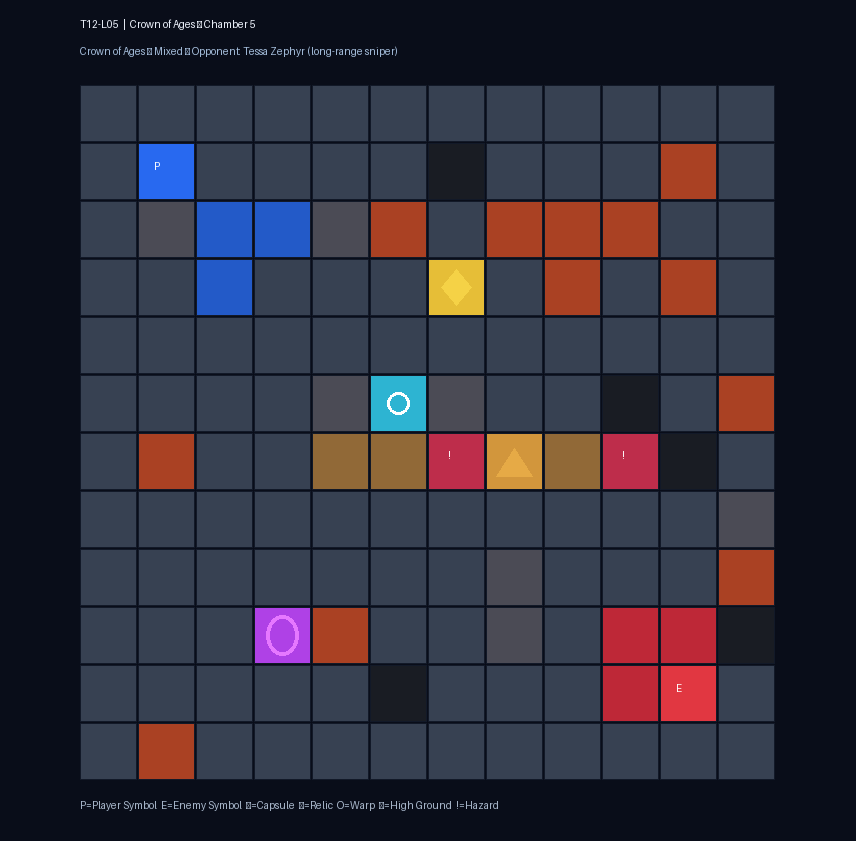 T12-L05 | Crown of Ages Chamber 5
Crown of Ages Mixed Opponent: Tessa Zephyr (long-range sniper)
P
! !
E
P=Player Symbol E=Enemy Symbol =Capsule =Relic O=Warp =High Ground !=Hazard